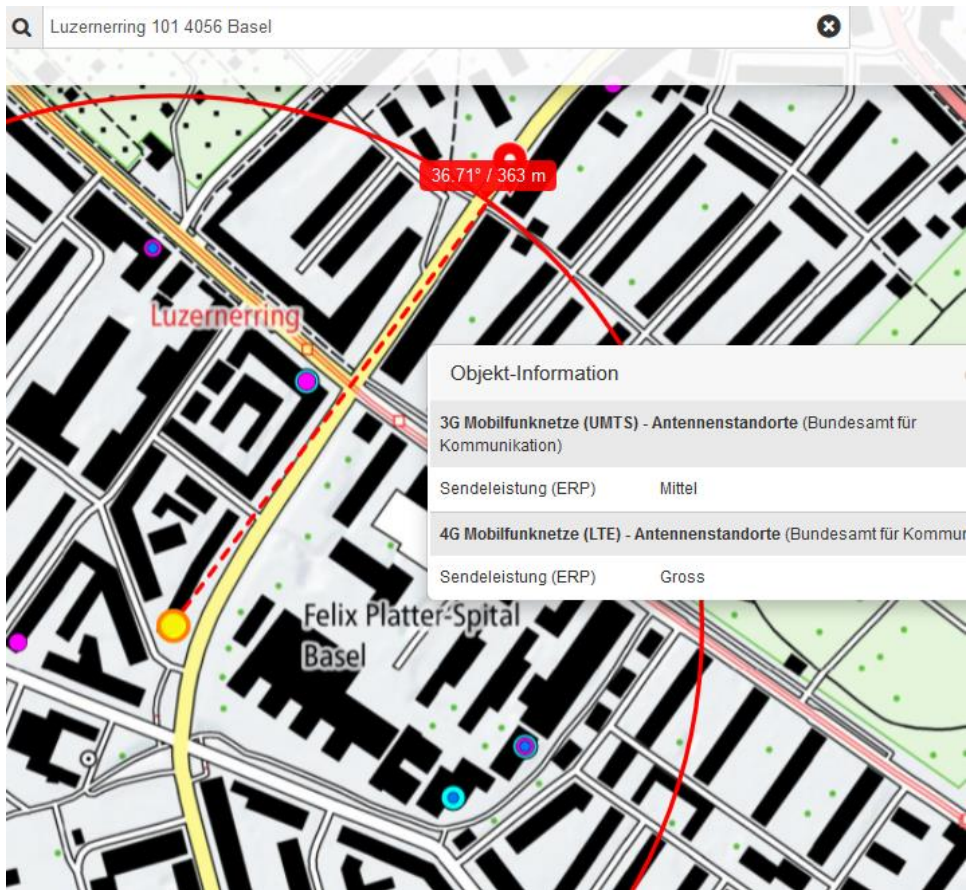 Luzernerring 101 4056 Basel
36.71° / 363 m
Luzernerring
Objekt-Information
3G Mobilfunknetze (UMTS) - Antennenstandorte (Bundesamt für
Kommunikation)
Sendeleistung (ERP) Mittel
4G Mobilfunknetze (LTE) - Antennenstandorte (Bundesamt für Kommun
Sendeleistung (ERP) Gross
Felix Platter-Spital
Basel